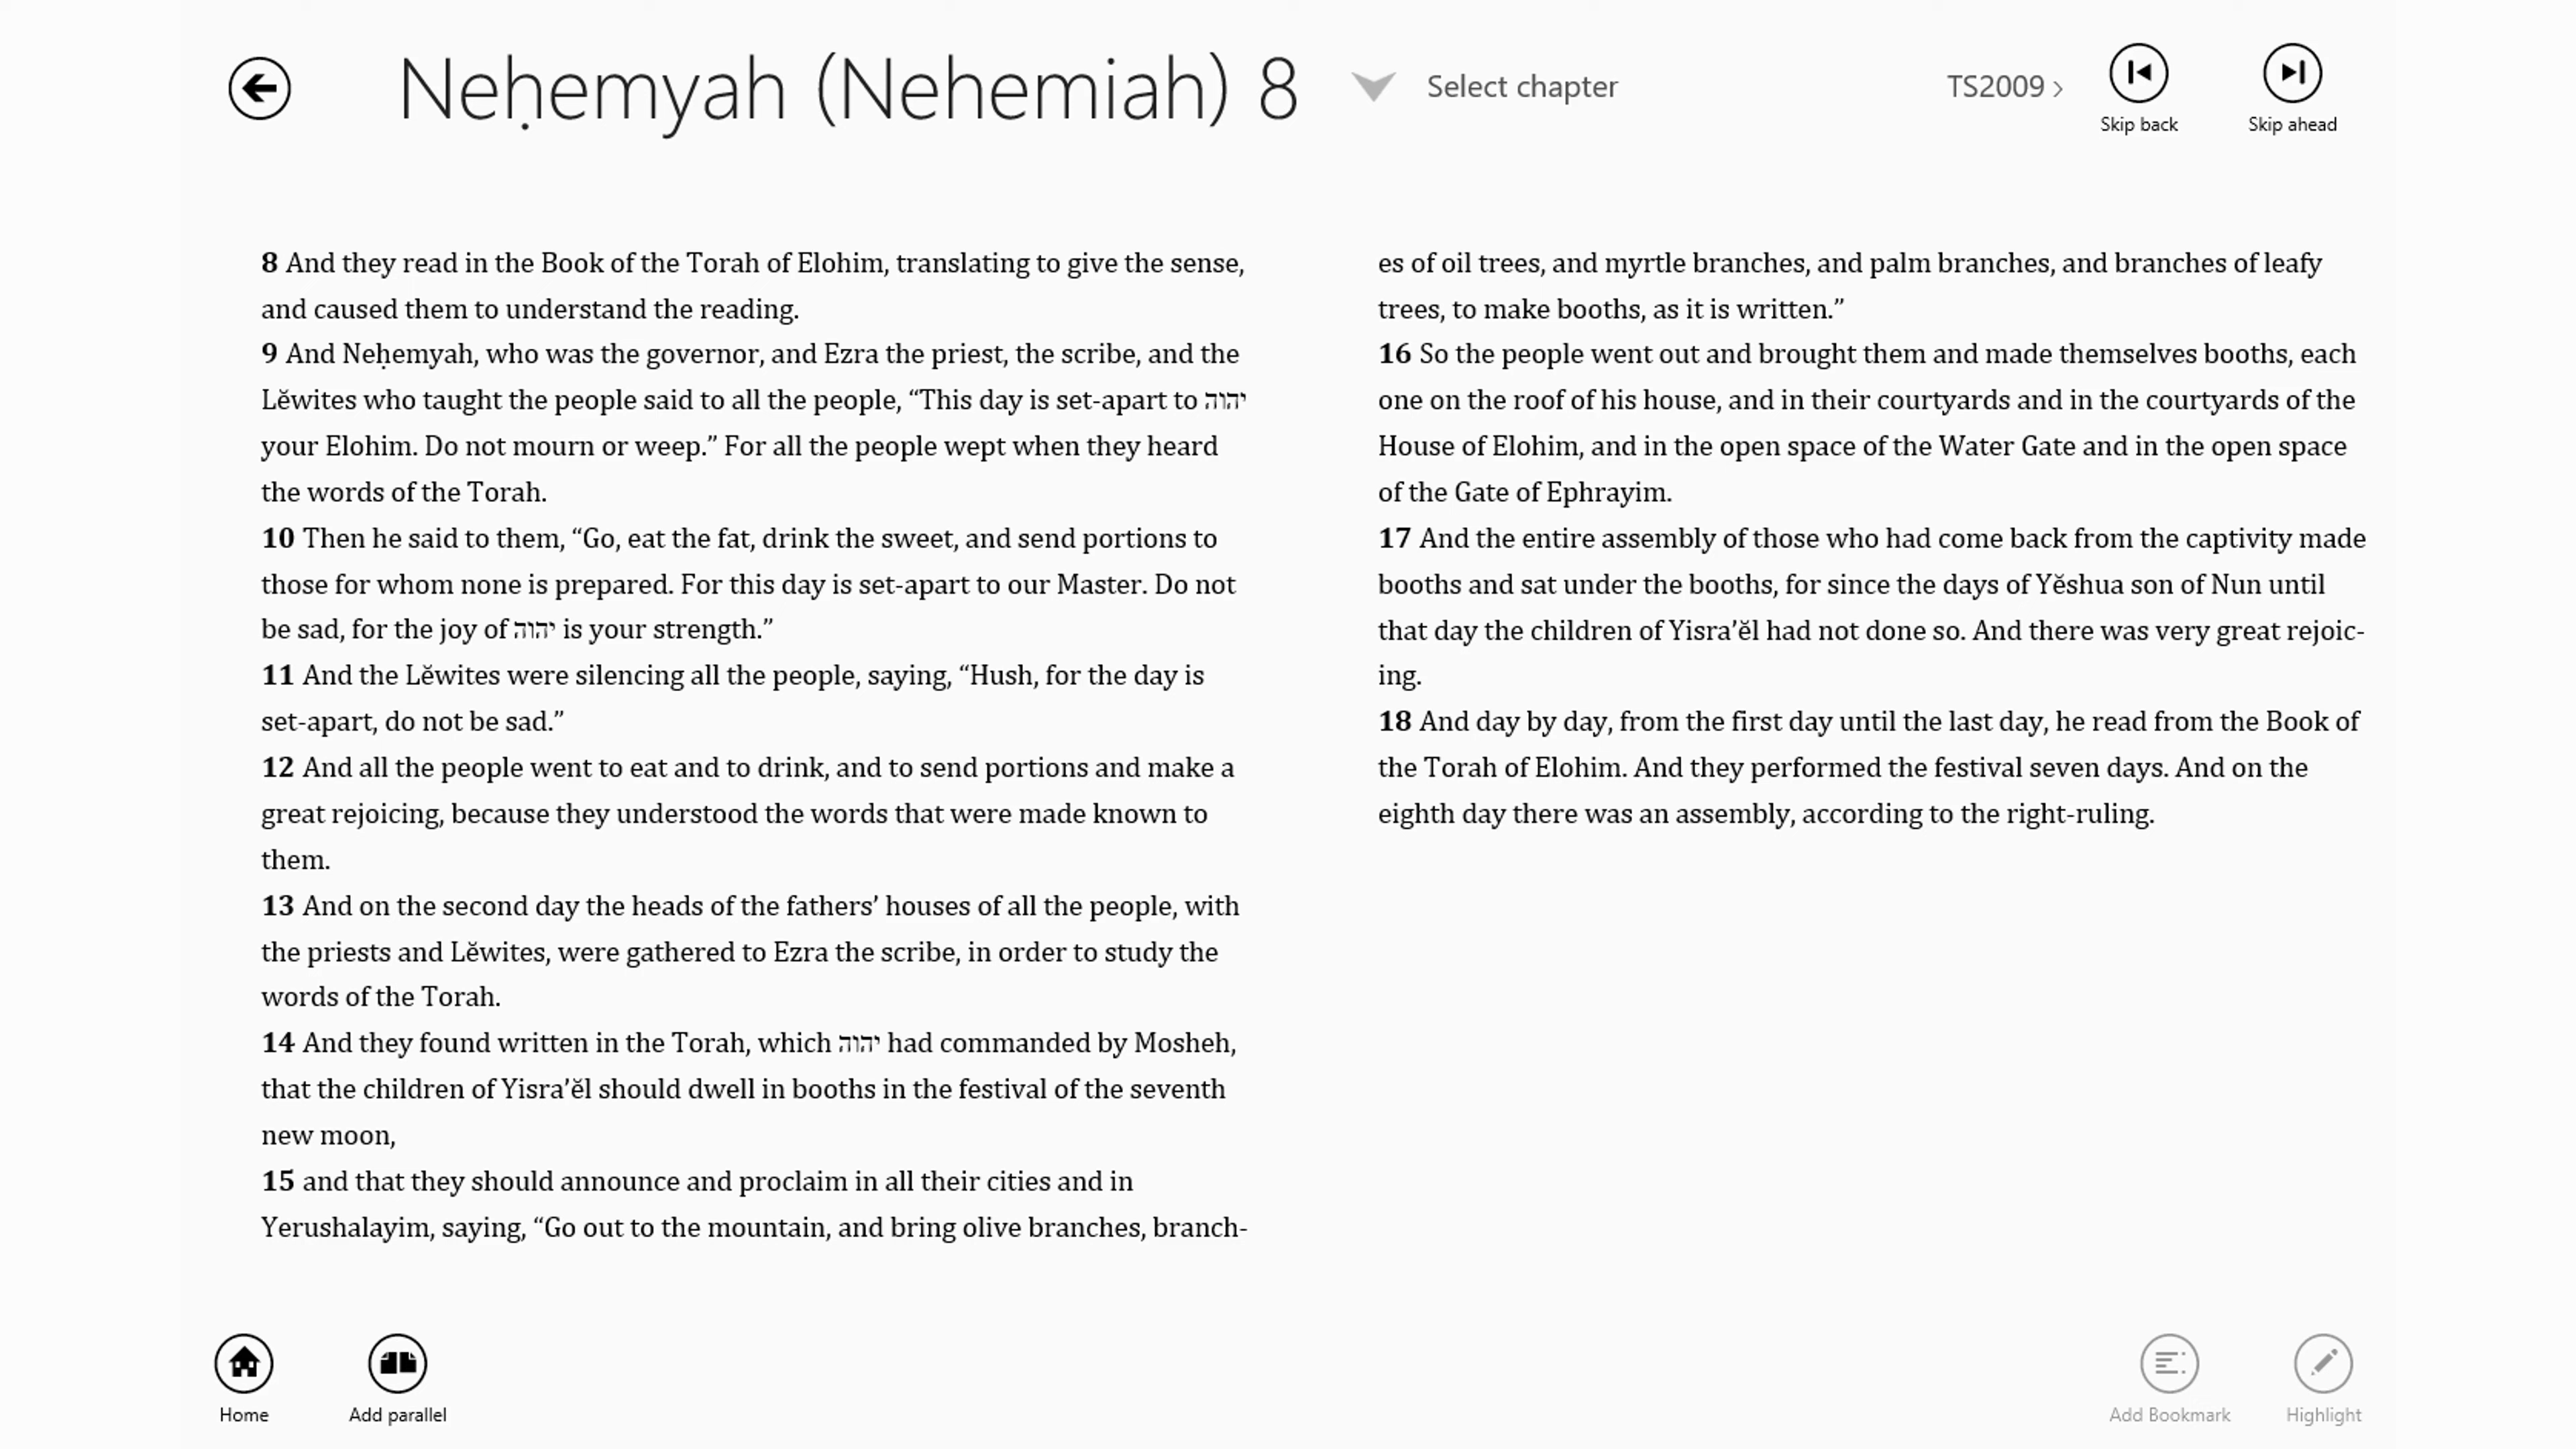 Neḥemyah (Nehemiah) 8
Select chapter
TS2009 ›
Skip back
Skip ahead
8 And they read in the Book of the Torah of Elohim, translating to give the sense,
and caused them to understand the reading.
9 And Neḥemyah, who was the governor, and Ezra the priest, the scribe, and the
Lĕwites who taught the people said to all the people, “This day is set-apart to יהוה
your Elohim. Do not mourn or weep.” For all the people wept when they heard
the words of the Torah.
10 Then he said to them, “Go, eat the fat, drink the sweet, and send portions to
those for whom none is prepared. For this day is set-apart to our Master. Do not
be sad, for the joy of יהוה is your strength.”
11 And the Lĕwites were silencing all the people, saying, “Hush, for the day is
set-apart, do not be sad.”
12 And all the people went to eat and to drink, and to send portions and make a
great rejoicing, because they understood the words that were made known to
them.
13 And on the second day the heads of the fathers’ houses of all the people, with
the priests and Lĕwites, were gathered to Ezra the scribe, in order to study the
words of the Torah.
14 And they found written in the Torah, which יהוה had commanded by Mosheh,
that the children of Yisra’ĕl should dwell in booths in the festival of the seventh
new moon,
15 and that they should announce and proclaim in all their cities and in
Yerushalayim, saying, “Go out to the mountain, and bring olive branches, branch-
es of oil trees, and myrtle branches, and palm branches, and branches of leafy
trees, to make booths, as it is written.”
16 So the people went out and brought them and made themselves booths, each
one on the roof of his house, and in their courtyards and in the courtyards of the
House of Elohim, and in the open space of the Water Gate and in the open space
of the Gate of Ephrayim.
17 And the entire assembly of those who had come back from the captivity made
booths and sat under the booths, for since the days of Yĕshua son of Nun until
that day the children of Yisra’ĕl had not done so. And there was very great rejoic-
ing.
18 And day by day, from the first day until the last day, he read from the Book of
the Torah of Elohim. And they performed the festival seven days. And on the
eighth day there was an assembly, according to the right-ruling.
Home
Add parallel
Add Bookmark
Highlight